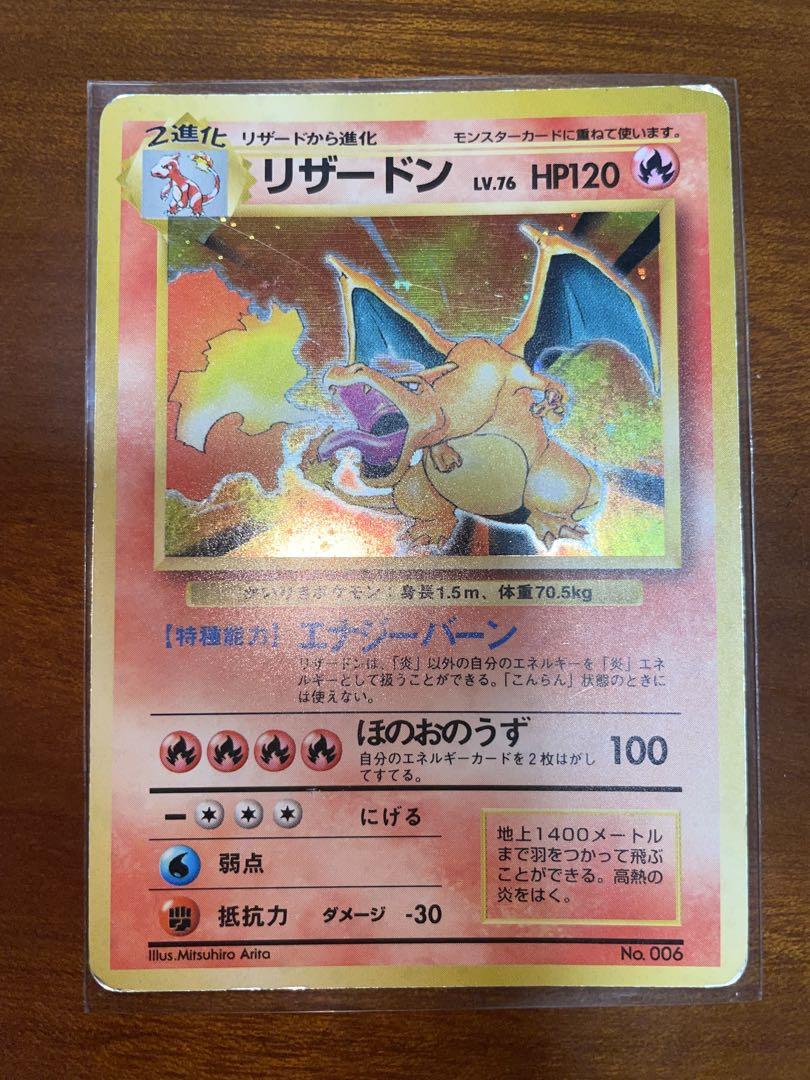 2進化 リザードから進化 モンスターカードに重ねて使います。
リザードン LV.76 HP120
かいりきポケモン：身長1.5m、体重70.5kg
【特種能力】エナジーバーン
リザードンは、「炎」以外の自分のエネルギーを「炎」エネ
ルギーとして扱うことができる。「こんらん」状態のときに
は使えない。
ほのおのうず 100
自分のエネルギーカードを2枚はがし
てすてる。
にげる
弱点
抵抗力 ダメージ -30
地上1400メートル
まで羽をつかって飛ぶ
ことができる。高熱の
炎をはく。
Illus.Mitsuhiro Arita No. 006